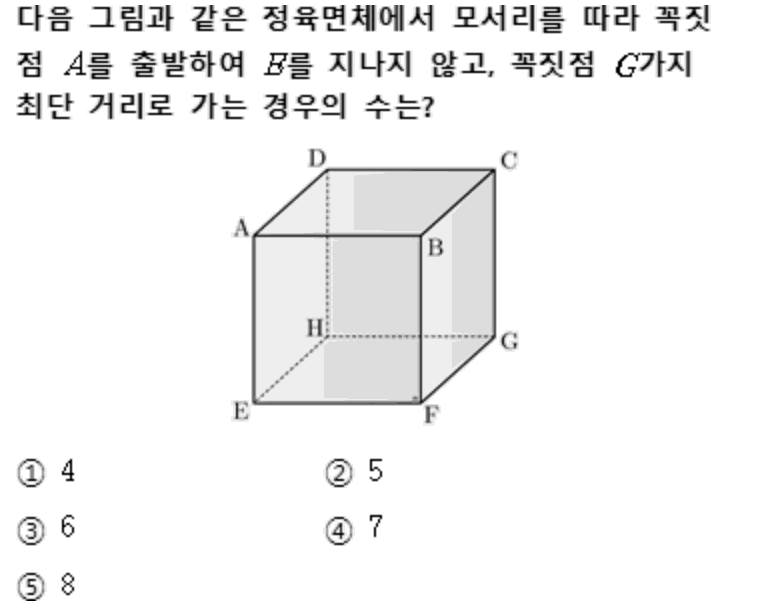 다음 그림과 같은 정육면체에서 모서리를 따라 꼭짓
점 A를 출발하여 B를 지나지 않고, 꼭짓점 G가지
최단 거리로 가는 경우의 수는?
D C
A B
H G
E F
① 4 ② 5
③ 6 ④ 7
⑤ 8